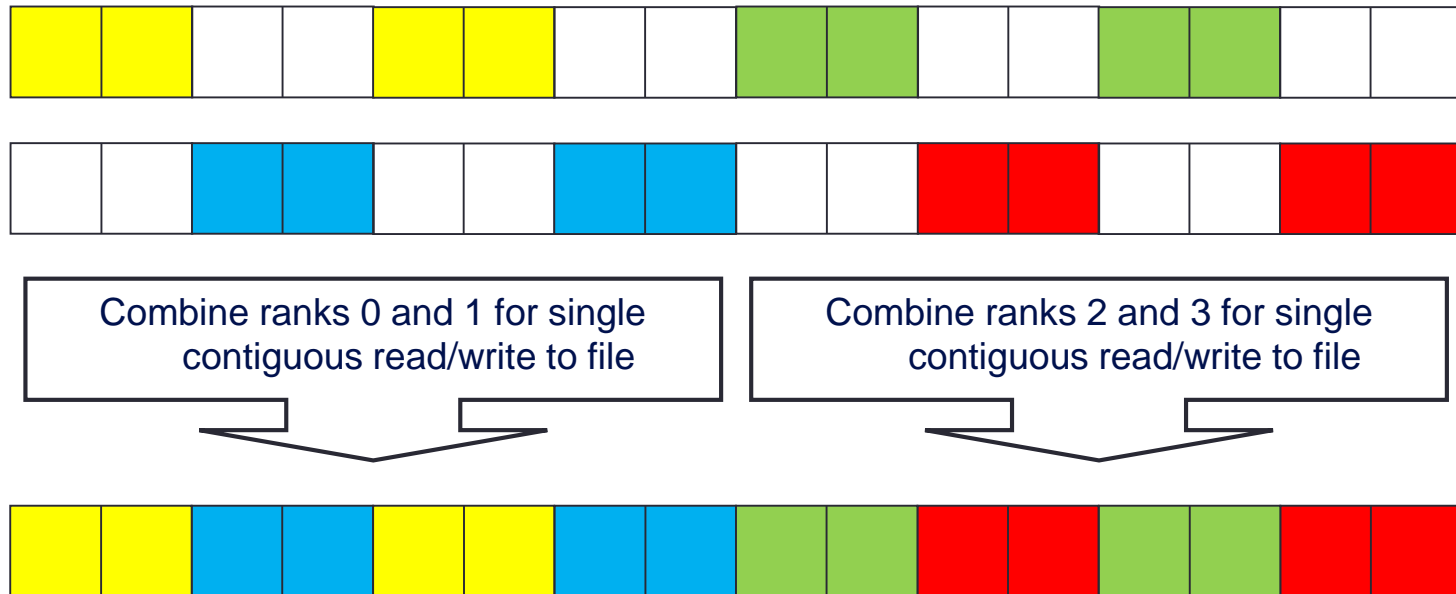 Combine ranks 0 and 1 for single
contiguous read/write to file
Combine ranks 2 and 3 for single
contiguous read/write to file